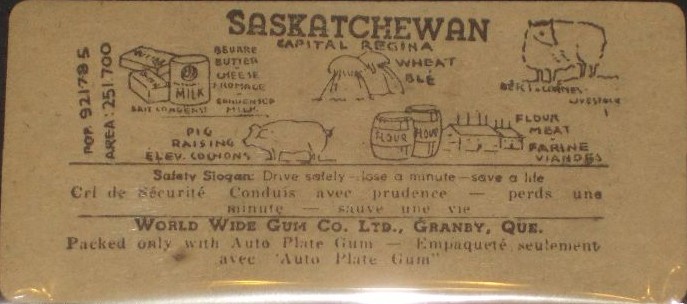 SASKATCHEWAN
CAPITAL REGINA
POP. 921785
AREA: 251.700
MILK
BEURRE
BUTTER
CHEESE
FROMAGE
CONDENSED
MILK
LAIT CONDENSÉ
WHEAT
BLÉ
LIVESTOCK
PIG
RAISING
ELEV. COCHONS
FLOUR
FLOUR
FLOUR
MEAT
FARINE
VIANDES
Safety Slogan: Drive safely—lose a minute—save a life
Cri de Sécurité Conduis avec prudence — perds une
minute — sauve une vie
WORLD WIDE GUM CO. LTD., GRANBY, QUE.
Packed only with Auto Plate Gum — Empaqueté seulement
avec "Auto Plate Gum"